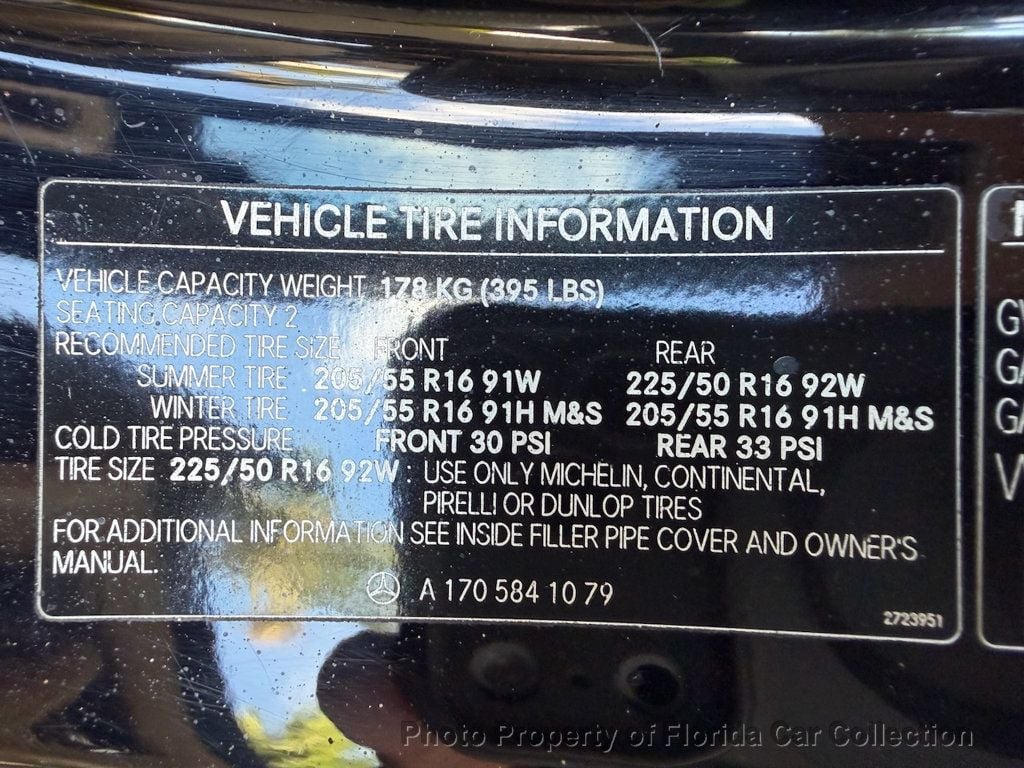 VEHICLE TIRE INFORMATION
VEHICLE CAPACITY WEIGHT 178 KG (395 LBS)
SEATING CAPACITY 2
RECOMMENDED TIRE SIZE FRONT REAR
SUMMER TIRE 205/55 R16 91W 225/50 R16 92W
WINTER TIRE 205/55 R16 91H M&S 205/55 R16 91H M&S
COLD TIRE PRESSURE FRONT 30 PSI REAR 33 PSI
TIRE SIZE 225/50 R16 92W : USE ONLY MICHELIN, CONTINENTAL,
PIRELLI OR DUNLOP TIRES
FOR ADDITIONAL INFORMATION SEE INSIDE FILLER PIPE COVER AND OWNER'S
MANUAL.
A 170 584 10 79
2723951
Photo Property of Florida Car Collection